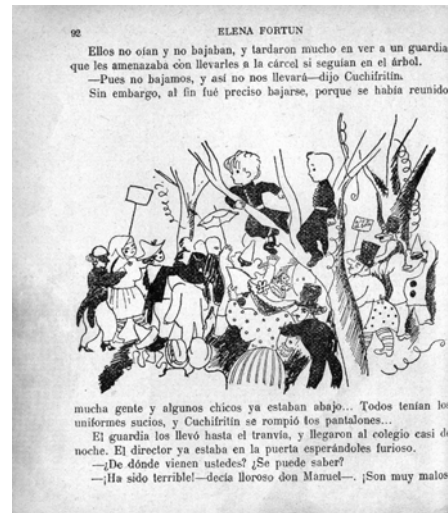 92
ELENA FORTUN
Ellos no oían y no bajaban, y tardaron mucho en ver a un guardia
que les amenazaba con llevarles a la cárcel si seguían en el árbol.
—Pues no bajamos, y así no nos llevará—dijo Cuchifritín.
Sin embargo, al fin fué preciso bajarse, porque se había reunido
mucha gente y algunos chicos ya estaban abajo... Todos tenían los
uniformes sucios, y Cuchifritín se rompió los pantalones...
El guardia los llevó hasta el tranvía, y llegaron al colegio casi de
noche. El director ya estaba en la puerta esperándoles furioso.
—¿De dónde vienen ustedes? ¿Se puede saber?
—¡Ha sido terrible!—decía lloroso don Manuel—. ¡Son muy malos